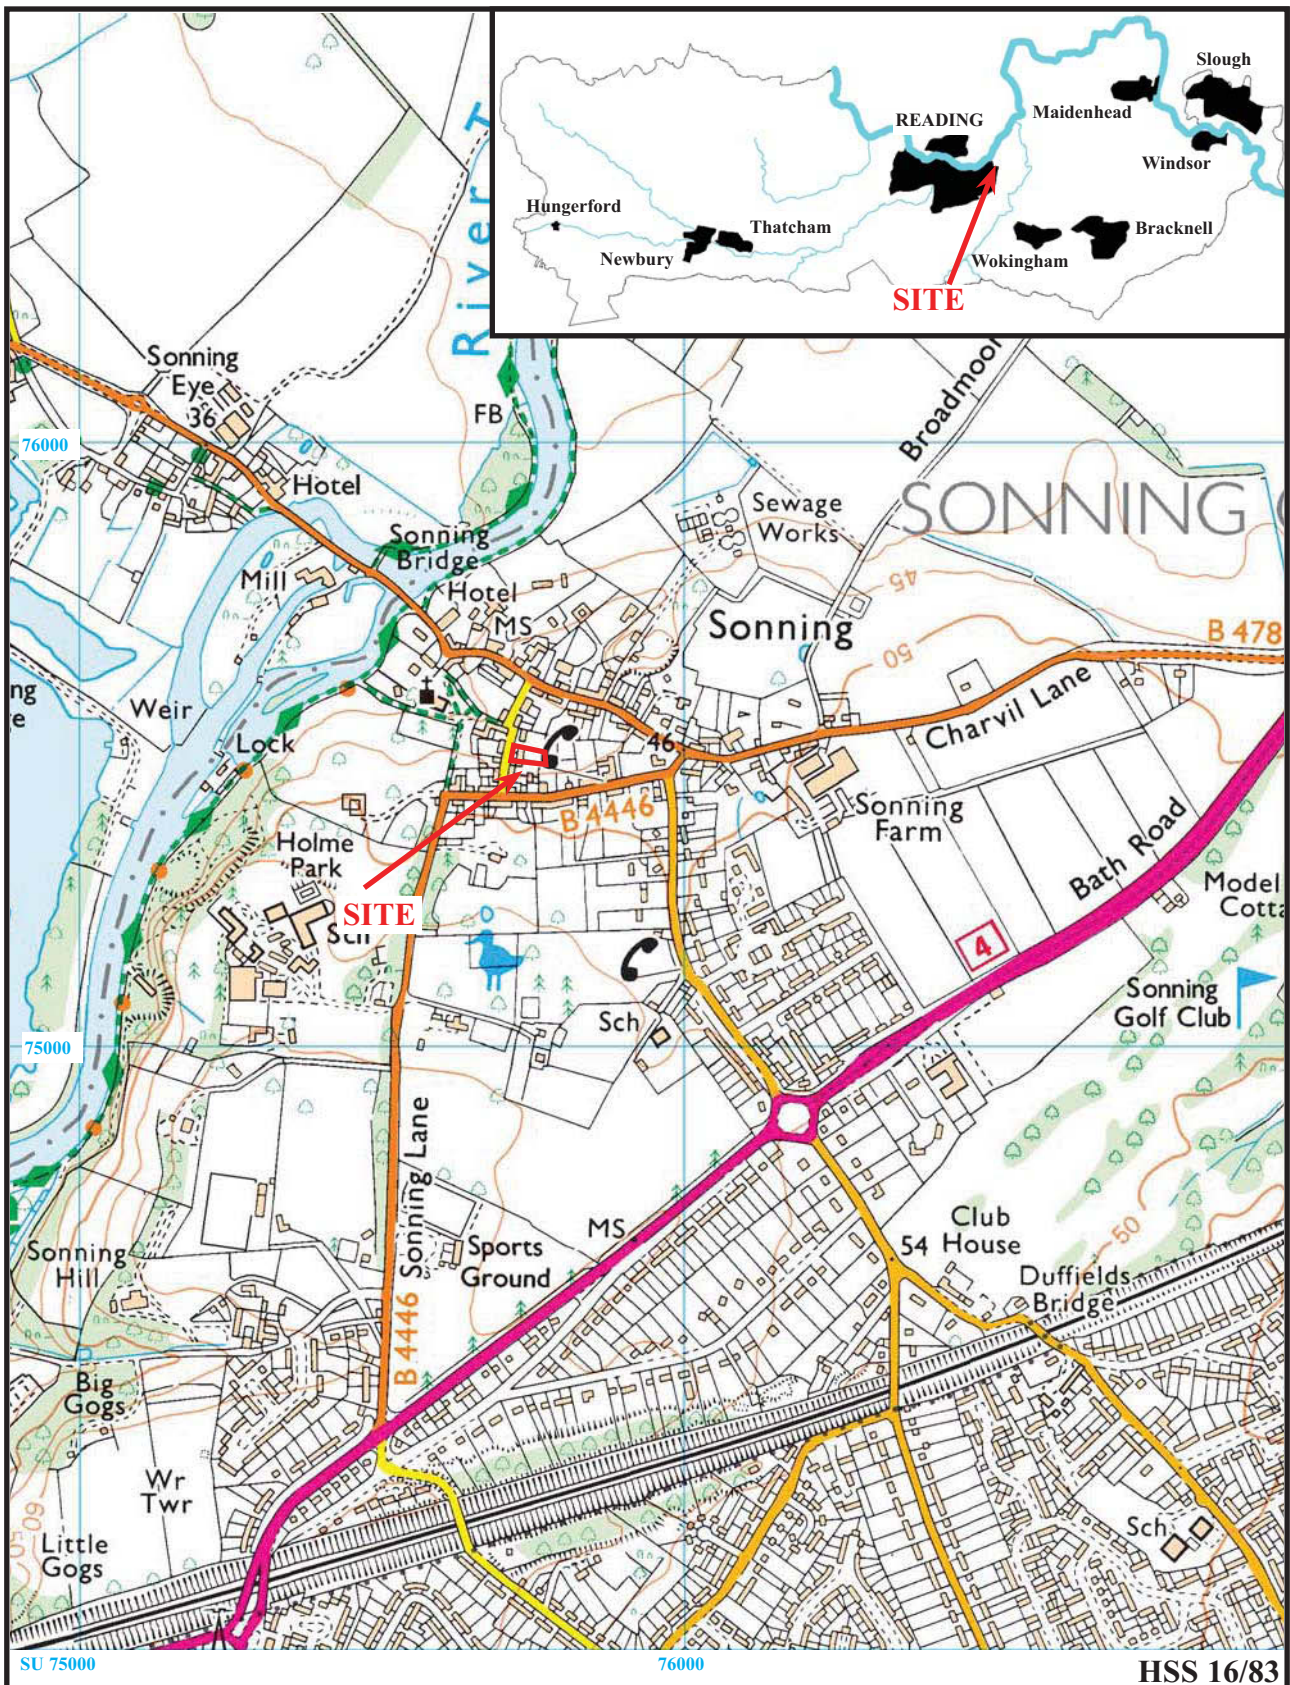 Slough
Maidenhead
READING
Windsor
Hungerford
Thatcham
Bracknell
Newbury
Wokingham
SITE
River T
Broadmoor
Sonning
Eye
36
FB
76000
Hotel
Sewage
Works
SONNING
Sonning
Bridge
Mill
Hotel
45
MS
Sonning
B 478
50
ng
e
Weir
Charvil Lane
Lock
46
B 4446
Sonning
Farm
Bath Road
Holme
Park
Model
Cotta
SITE
Sch
4
Sonning
Golf Club
Sch
75000
Sonning Lane
MS
Club
House
54
50
Sonning
Hill
Sports
Ground
Duffields
Bridge
B 4446
Big
Gogs
Wr
Twr
60
Sch
Little
Gogs
SU 75000
76000
HSS 16/83